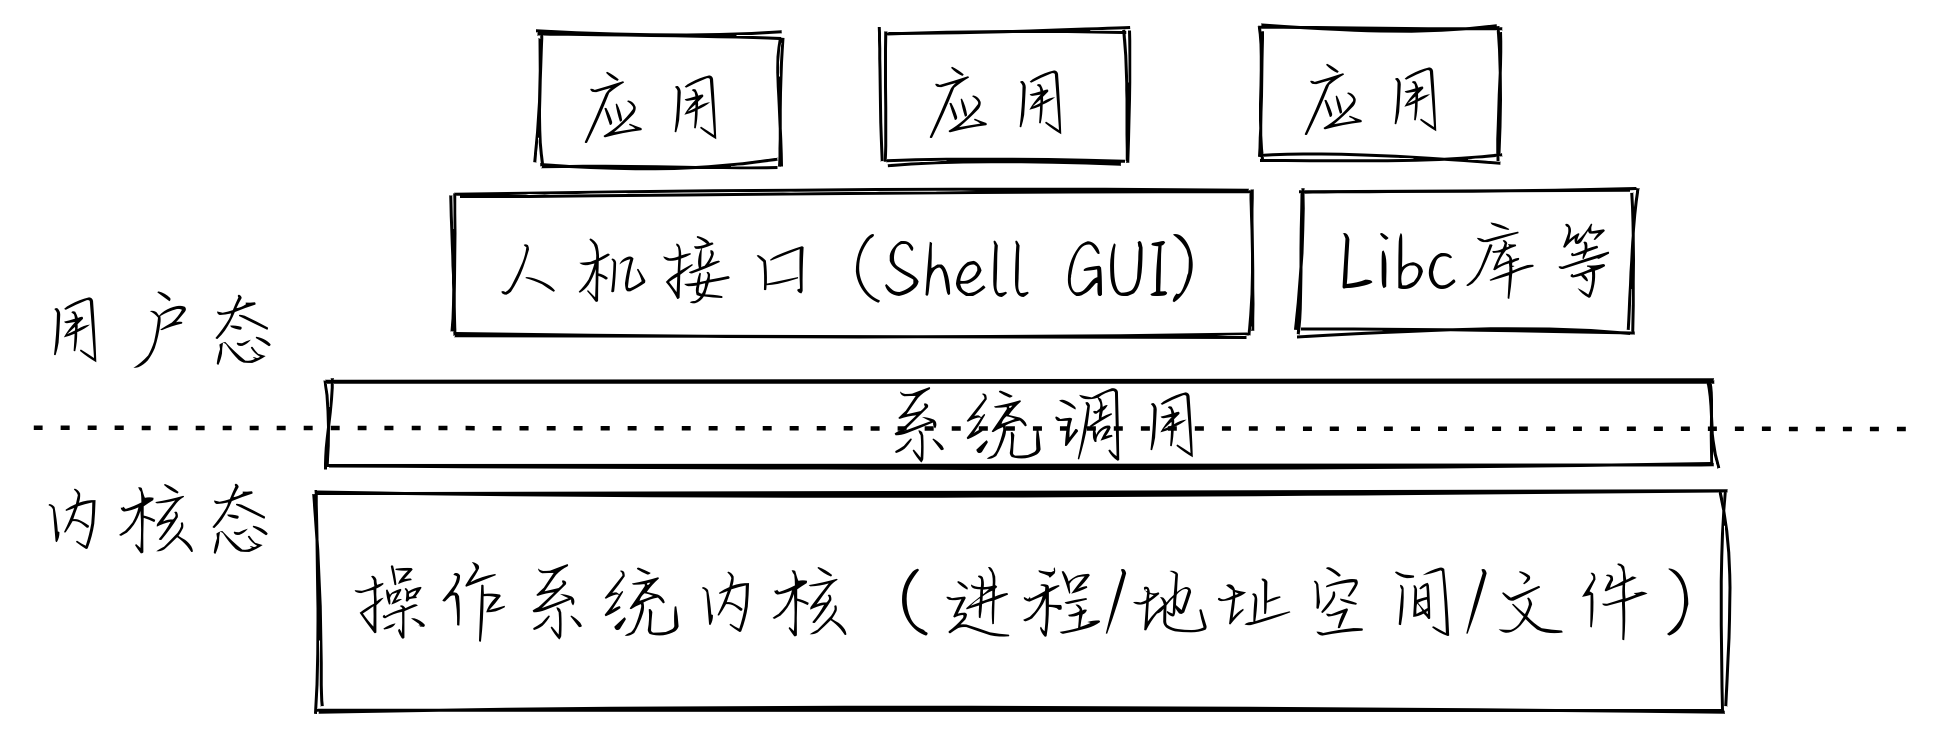 应用 应用 应用
人机接口（Shell GUI） Libc库等
用户态
系统调用
内核态
操作系统内核（进程/地址空间/文件）